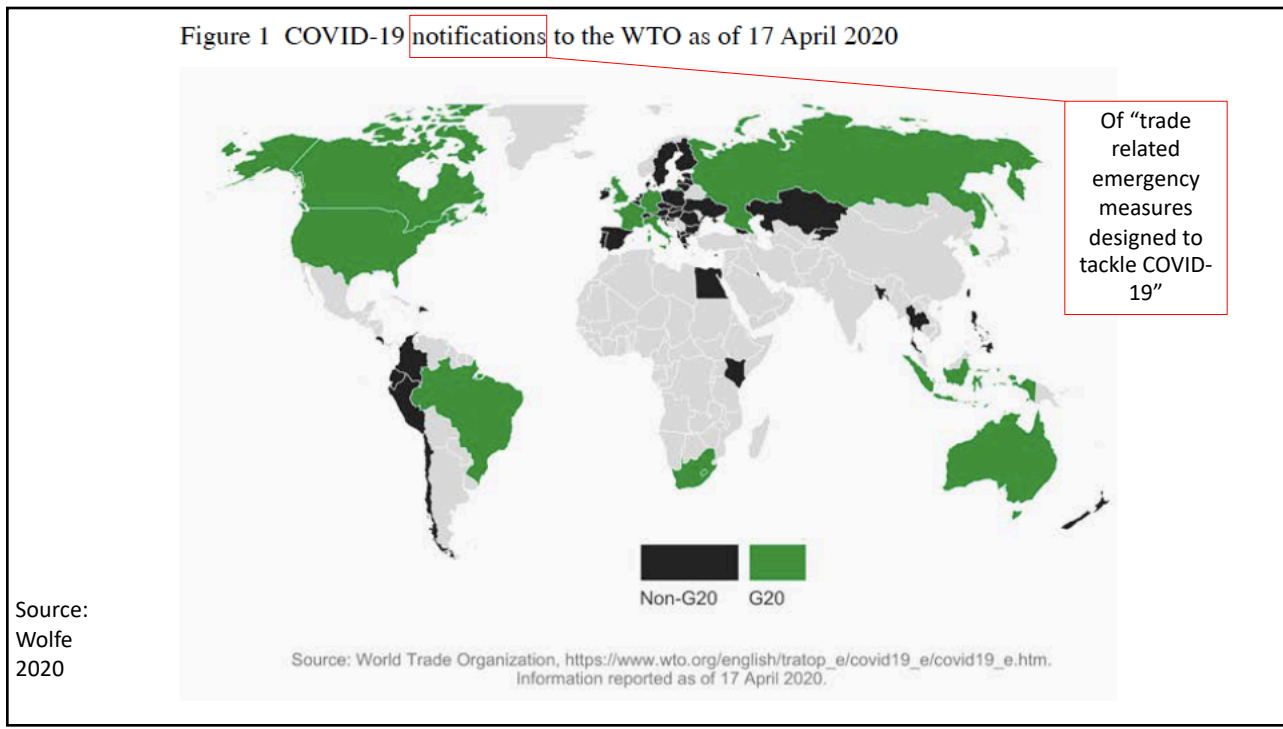 Figure 1 COVID-19 notifications to the WTO as of 17 April 2020
Of “trade
related
emergency
measures
designed to
tackle COVID-
19”
Non-G20 G20
Source:
Wolfe
2020
Source: World Trade Organization, https://www.wto.org/english/tratop_e/covid19_e/covid19_e.htm.
Information reported as of 17 April 2020.